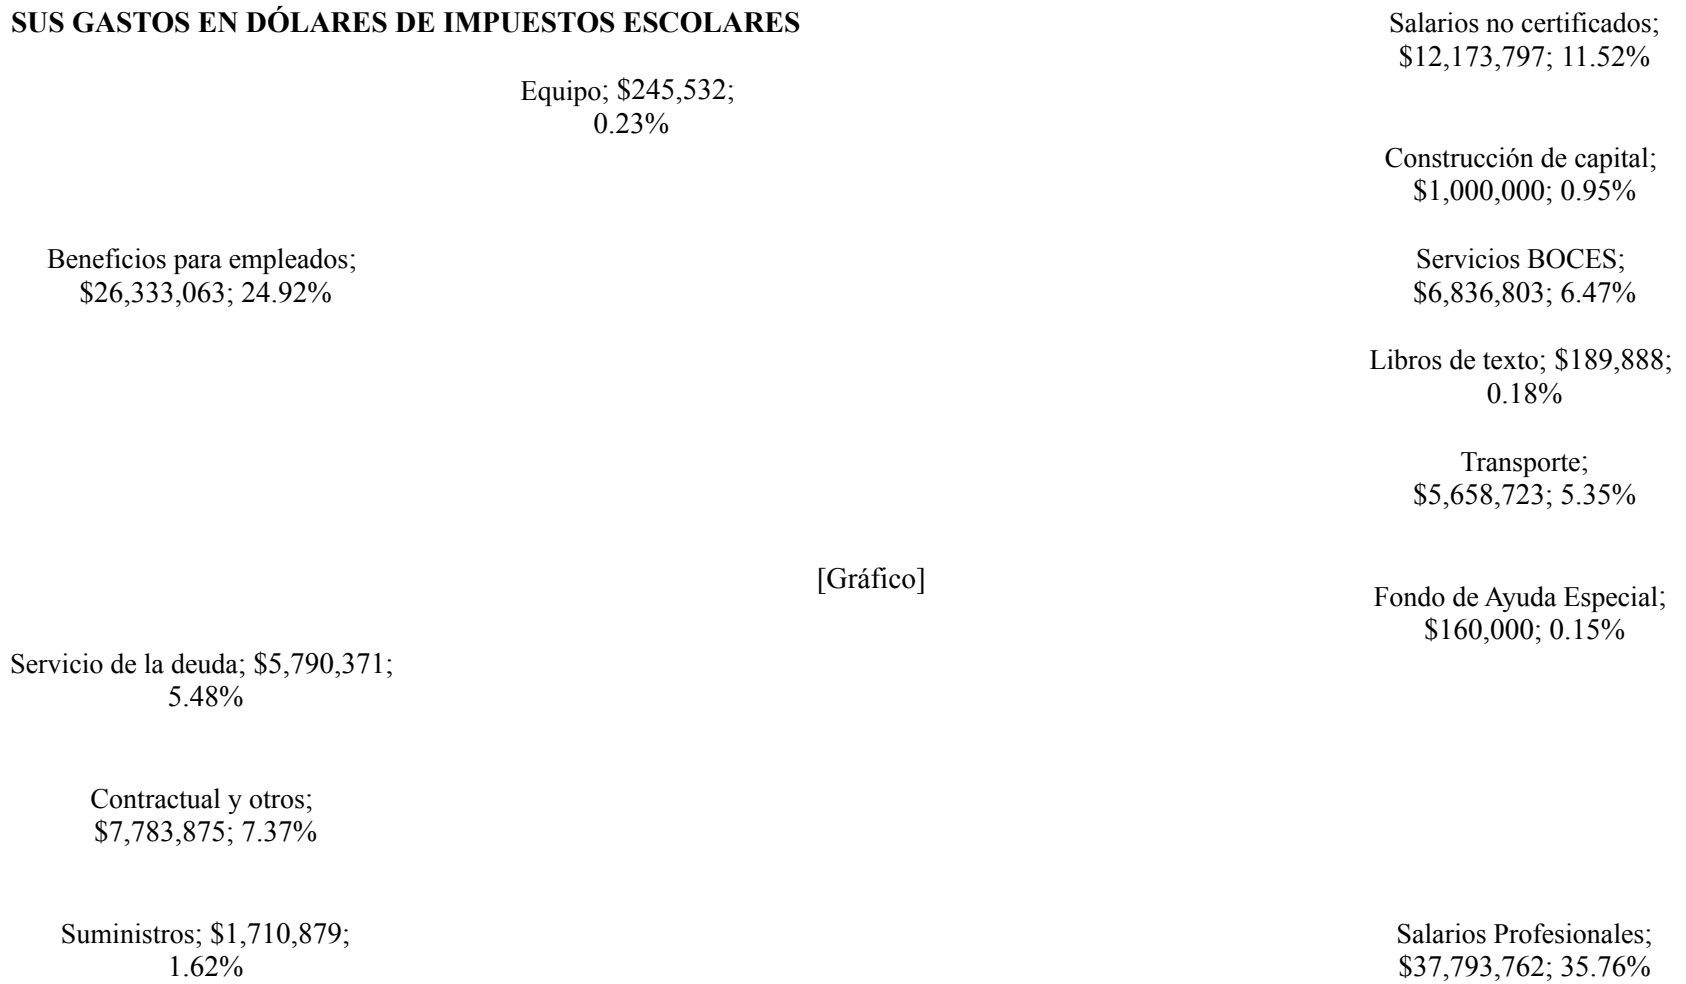 SUS GASTOS EN DÓLARES DE IMPUESTOS ESCOLARES
Salarios no certificados;
$12,173,797; 11.52%
Equipo; $245,532;
0.23%
Construcción de capital;
$1,000,000; 0.95%
Beneficios para empleados;
$26,333,063; 24.92%
Servicios BOCES;
$6,836,803; 6.47%
Libros de texto; $189,888;
0.18%
Transporte;
$5,658,723; 5.35%
[Gráfico]
Fondo de Ayuda Especial;
$160,000; 0.15%
Servicio de la deuda; $5,790,371;
5.48%
Contractual y otros;
$7,783,875; 7.37%
Suministros; $1,710,879;
1.62%
Salarios Profesionales;
$37,793,762; 35.76%